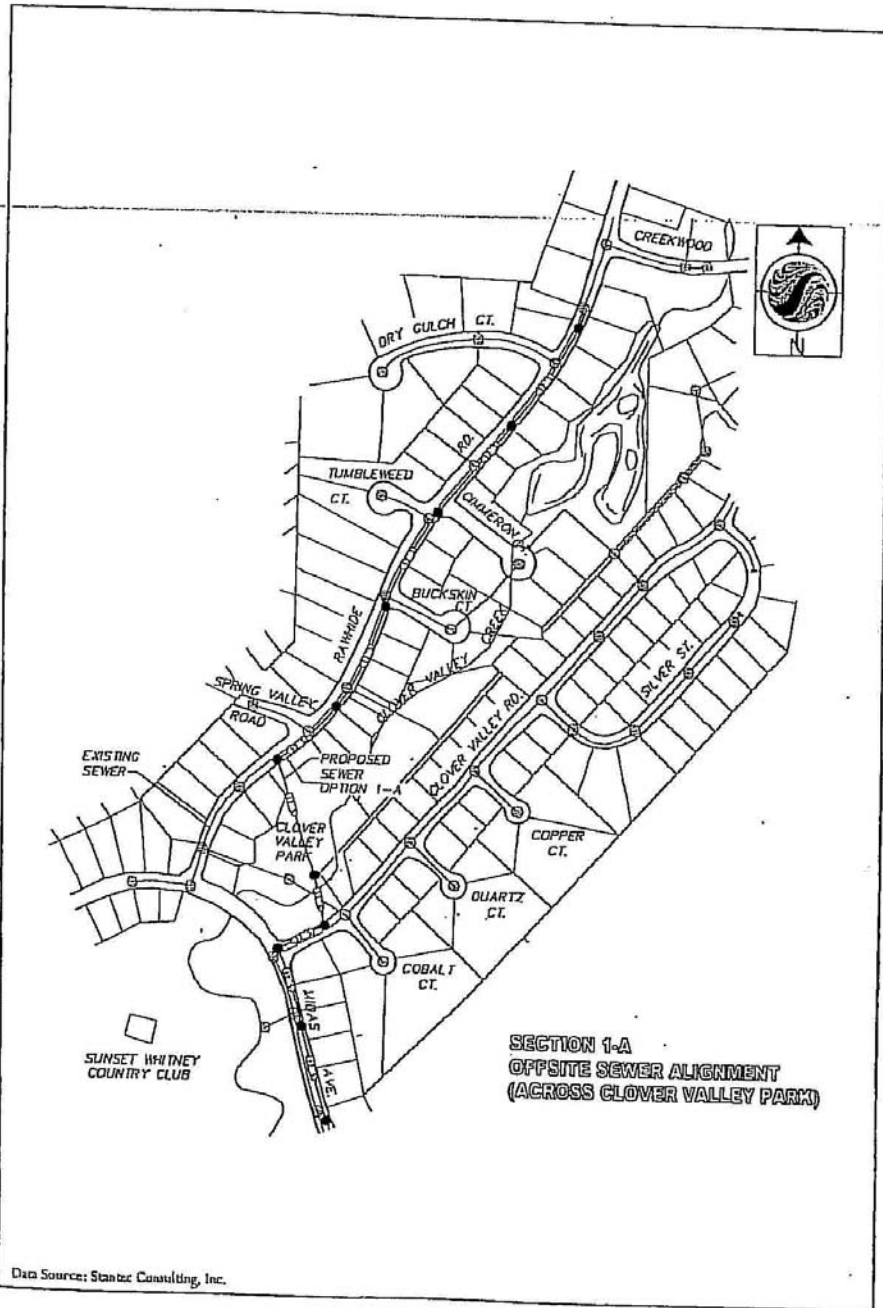 CREEKWOOD
N
DRY GULCH CT.
RD.
TUMBLEWEED
CT.
CIMMERON
BUCKSKIN
CT.
RAWHIDE
CLOVER VALLEY CREEK
SILVER ST.
SPRING VALLEY
ROAD
CLOVER VALLEY RD.
EXISTING
SEWER
PROPOSED
SEWER
OPTION 1-A
CLOVER
VALLEY
PARK
COPPER
CT.
QUARTZ
CT.
COBALT
CT.
MIDAS
AVE.
SUNSET WHITNEY
COUNTRY CLUB
SECTION 1-A
OFFSITE SEWER ALIGNMENT
(ACROSS CLOVER VALLEY PARK)
Data Source: Stantec Consulting, Inc.